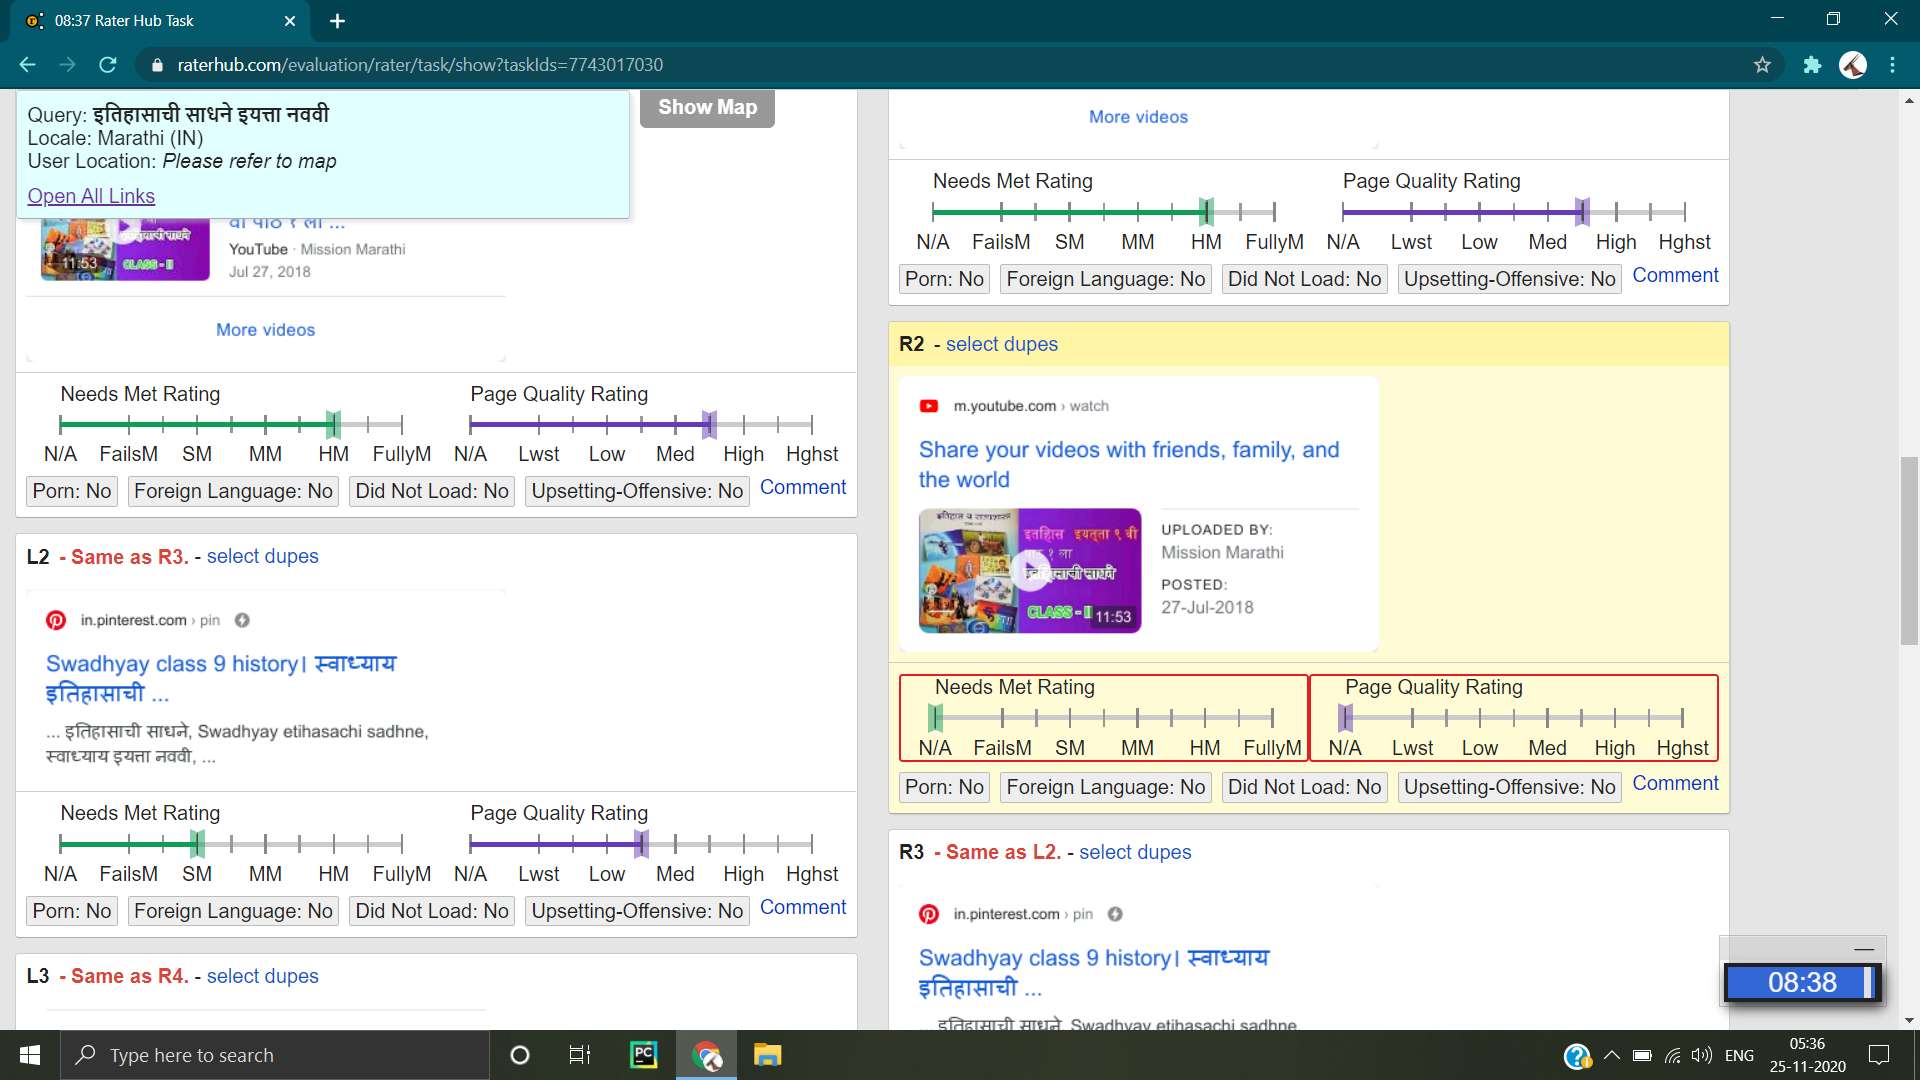 08:37 Rater Hub Task
raterhub.com/evaluation/rater/task/show?taskIds=7743017030
Query: इतिहासाची साधने इयत्ता नववी
Locale: Marathi (IN)
User Location: Please refer to map
Open All Links
Show Map
वी पाठ १ ला ...
YouTube · Mission Marathi
Jul 27, 2018
11:53
CLASS - II
More videos
Needs Met Rating
Page Quality Rating
N/A FailsM SM MM HM FullyM
N/A Lwst Low Med High Hghst
Porn: No Foreign Language: No Did Not Load: No Upsetting-Offensive: No Comment
L2 - Same as R3. - select dupes
in.pinterest.com › pin
Swadhyay class 9 history। स्वाध्याय
इतिहासाची ...
... इतिहासाची साधने, Swadhyay etihasachi sadhne,
स्वाध्याय इयत्ता नववी, ...
Needs Met Rating
Page Quality Rating
N/A FailsM SM MM HM FullyM
N/A Lwst Low Med High Hghst
Porn: No Foreign Language: No Did Not Load: No Upsetting-Offensive: No Comment
L3 - Same as R4. - select dupes
More videos
Needs Met Rating
Page Quality Rating
N/A FailsM SM MM HM FullyM
N/A Lwst Low Med High Hghst
Porn: No Foreign Language: No Did Not Load: No Upsetting-Offensive: No Comment
R2 - select dupes
m.youtube.com › watch
Share your videos with friends, family, and
the world
इयत्ता ९ वी
पाठ १ ला
CLASS - II
11:53
UPLOADED BY:
Mission Marathi
POSTED:
27-Jul-2018
Needs Met Rating
Page Quality Rating
N/A FailsM SM MM HM FullyM
N/A Lwst Low Med High Hghst
Porn: No Foreign Language: No Did Not Load: No Upsetting-Offensive: No Comment
R3 - Same as L2. - select dupes
in.pinterest.com › pin
Swadhyay class 9 history। स्वाध्याय
इतिहासाची ...
... इतिहासाची साधने, Swadhyay etihasachi sadhne,
08:38
Type here to search
PC
ENG
05:36
25-11-2020